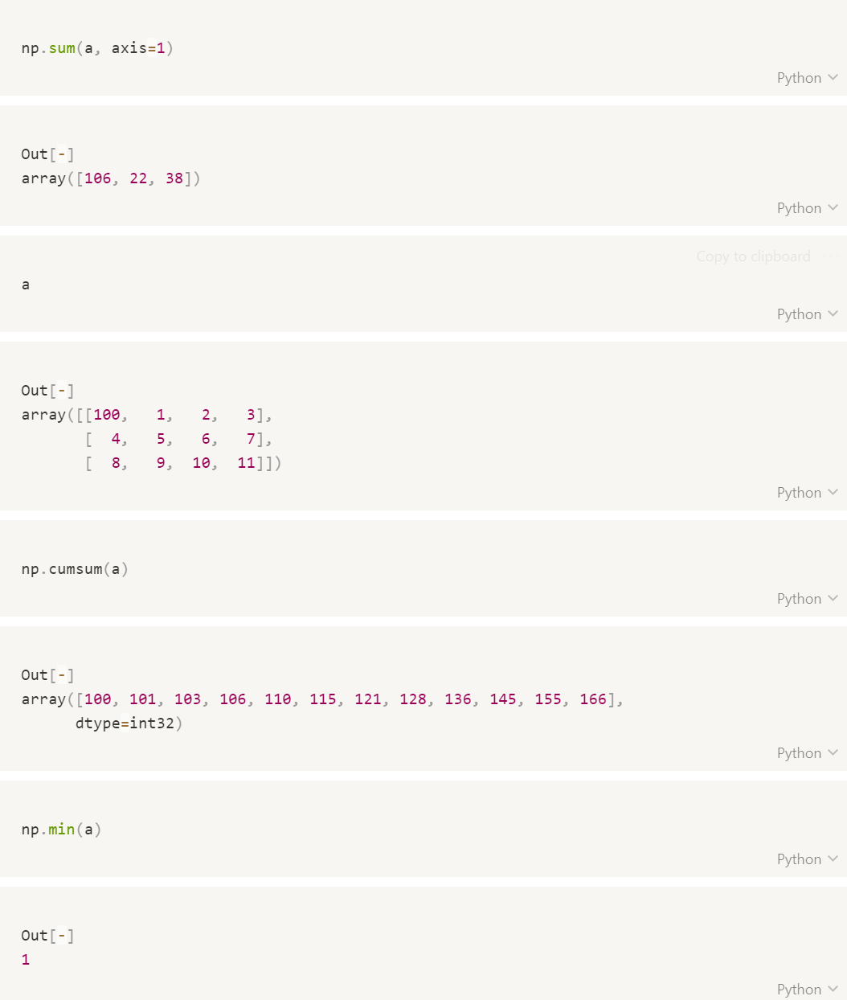 np.sum(a, axis=1)
Python
Out[-]
array([106, 22, 38])
Python
Copy to clipboard ···
a
Python
Out[-]
array([[100,   1,   2,   3],
       [  4,   5,   6,   7],
       [  8,   9,  10,  11]])
Python
np.cumsum(a)
Python
Out[-]
array([100, 101, 103, 106, 110, 115, 121, 128, 136, 145, 155, 166],
      dtype=int32)
Python
np.min(a)
Python
Out[-]
1
Python